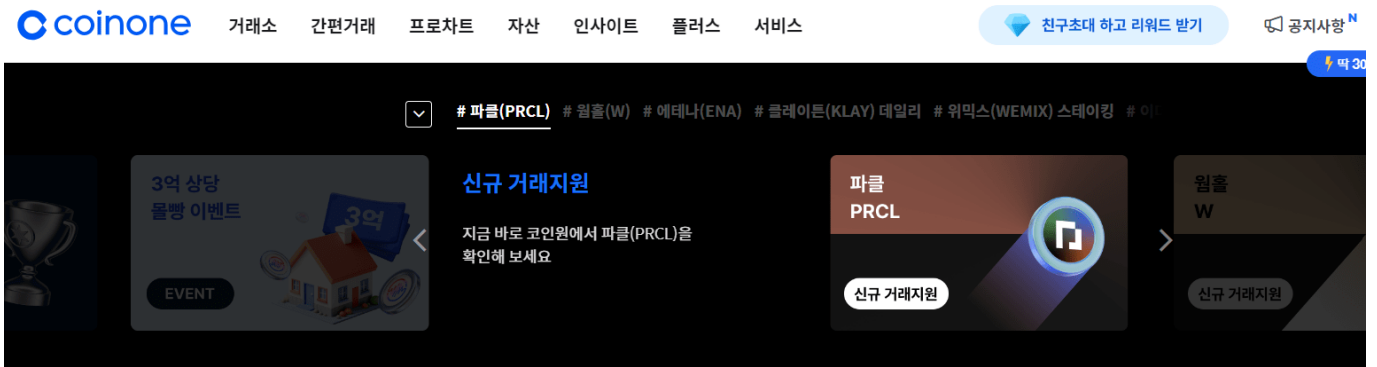 coinone 거래소 간편거래 프로차트 자산 인사이트 플러스 서비스 친구초대 하고 리워드 받기 공지사항 N
딱 30
# 파클(PRCL) # 웜홀(W) # 에테나(ENA) # 클레이튼(KLAY) 데일리 # 위믹스(WEMIX) 스테이킹 #
3억 상당
몰빵 이벤트
3억
EVENT
신규 거래지원
지금 바로 코인원에서 파클(PRCL)을
확인해 보세요
파클
PRCL
신규 거래지원
웜홀
W
신규 거래지원